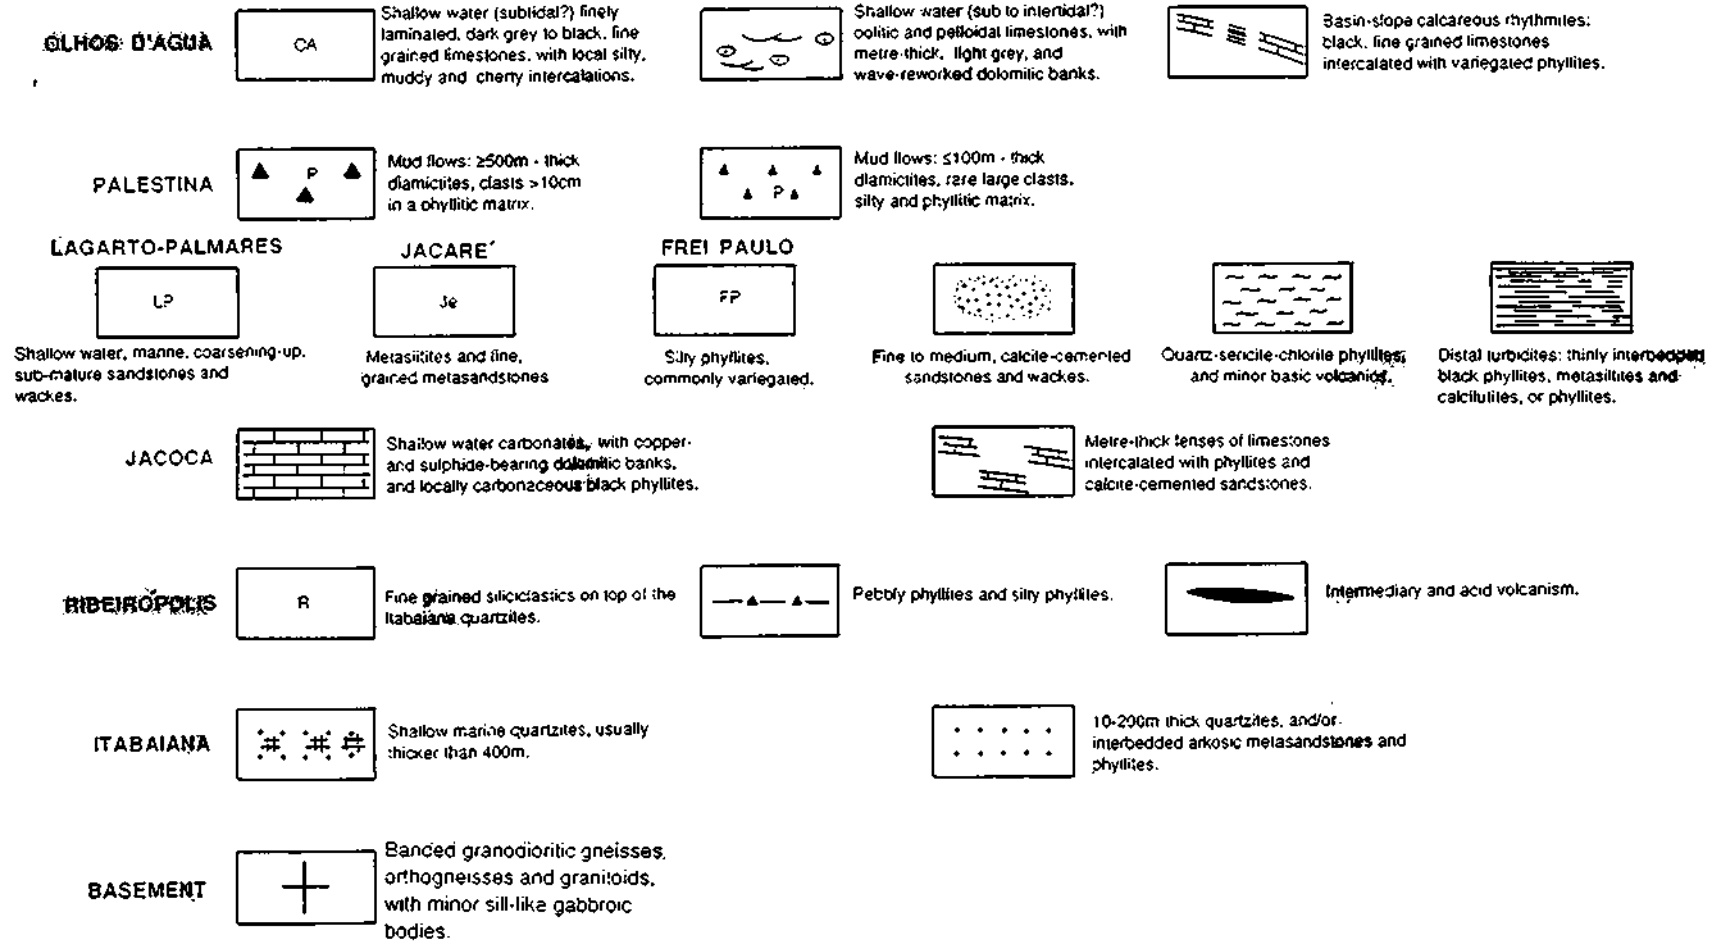 OLHOS D'AGUA
CA
Shallow water (subtidal?) finely
laminated, dark grey to black, fine
grained limestones, with local silty,
muddy and cherty intercalations.
Shallow water (sub to intertidal?)
oolitic and pelloidal limestones, with
metre-thick, light grey, and
wave-reworked dolomitic banks.
Basin-slope calcareous rhythmites:
black, fine grained limestones
intercalated with variegated phyllites.
PALESTINA
P
Mud flows: ≥500m - thick
diamictites, clasts >10cm
in a phyllitic matrix.
P
Mud flows: ≤100m - thick
diamictites, rare large clasts,
silty and phyllitic matrix.
LAGARTO-PALMARES
LP
Shallow water, marine, coarsening-up,
sub-mature sandstones and
wackes.
JACARE´
Je
Metasiltites and fine,
grained metasandstones
FREI PAULO
FP
Silty phyllites,
commonly variegated.
Fine to medium, calcite-cemented
sandstones and wackes.
Quartz-sericite-chlorite phyllites,
and minor basic volcanics.
Distal turbidites: thinly interbedded
black phyllites, metasiltites and
calcilutites, or phyllites.
JACOCA
Shallow water carbonates, with copper-
and sulphide-bearing dolomitic banks,
and locally carbonaceous black phyllites.
Metre-thick lenses of limestones
intercalated with phyllites and
calcite-cemented sandstones.
RIBEIRÓPOLIS
R
Fine grained siliciclastics on top of the
Itabaiana quartzites.
Pebbly phyllites and silty phyllites.
Intermediary and acid volcanism.
ITABAIANA
Shallow marine quartzites, usually
thicker than 400m.
10-200m thick quartzites, and/or
interbedded arkosic metasandstones and
phyllites.
BASEMENT
Banded granodioritic gneisses,
orthogneisses and granitoids,
with minor sill-like gabbroic
bodies.